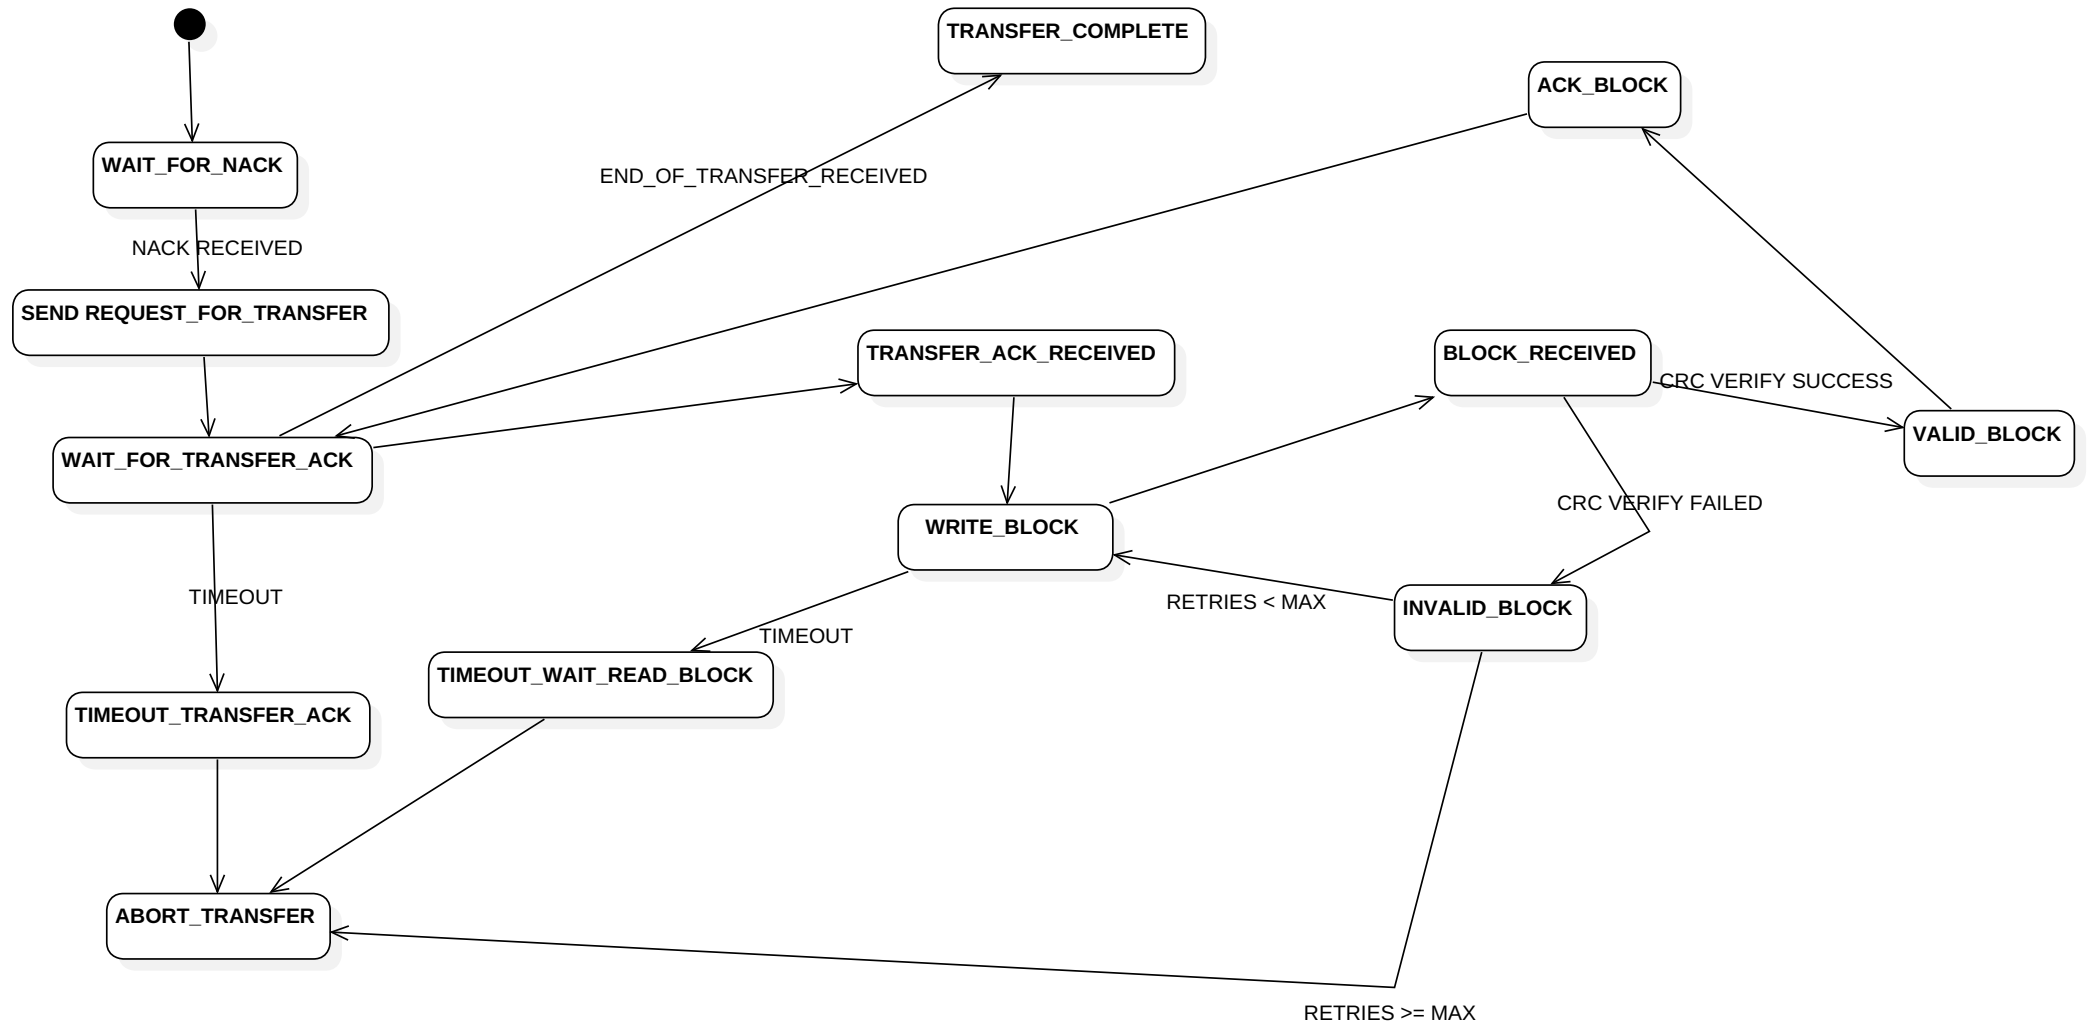 TRANSFER_COMPLETE
ACK_BLOCK
WAIT_FOR_NACK
END_OF_TRANSFER_RECEIVED
NACK RECEIVED
SEND REQUEST_FOR_TRANSFER
TRANSFER_ACK_RECEIVED
BLOCK_RECEIVED
CRC VERIFY SUCCESS
VALID_BLOCK
WAIT_FOR_TRANSFER_ACK
CRC VERIFY FAILED
WRITE_BLOCK
TIMEOUT
RETRIES < MAX
INVALID_BLOCK
TIMEOUT
TIMEOUT_WAIT_READ_BLOCK
TIMEOUT_TRANSFER_ACK
ABORT_TRANSFER
RETRIES >= MAX